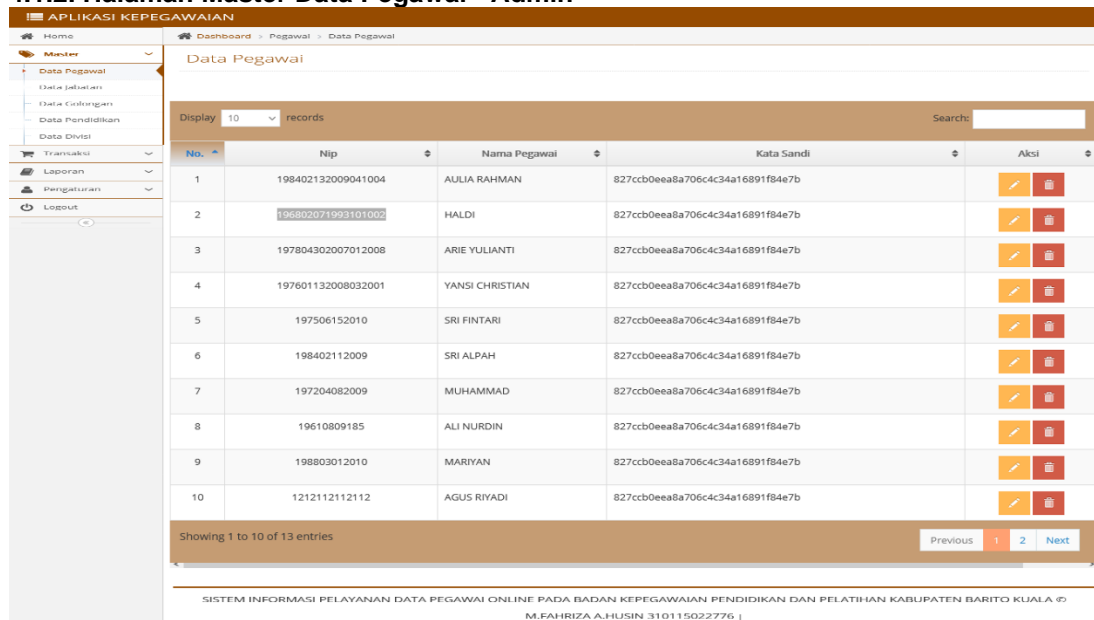 4.1.2. Halaman Master Data Pegawai - Admin
APLIKASI KEPEGAWAIAN
Home
Master
Data Pegawai
Data Jabatan
Data Golongan
Data Pendidikan
Data Divisi
Transaksi
Laporan
Pengaturan
Logout
Dashboard > Pegawai > Data Pegawai
Data Pegawai
Display 10 records Search:
No. Nip Nama Pegawai Kata Sandi Aksi
1 198402132009041004 AULIA RAHMAN 827ccb0eea8a706c4c34a16891f84e7b
2 196802071993101002 HALDI 827ccb0eea8a706c4c34a16891f84e7b
3 197804302007012008 ARIE YULIANTI 827ccb0eea8a706c4c34a16891f84e7b
4 197601132008032001 YANSI CHRISTIAN 827ccb0eea8a706c4c34a16891f84e7b
5 197506152010 SRI FINTARI 827ccb0eea8a706c4c34a16891f84e7b
6 198402112009 SRI ALPAH 827ccb0eea8a706c4c34a16891f84e7b
7 197204082009 MUHAMMAD 827ccb0eea8a706c4c34a16891f84e7b
8 19610809185 ALI NURDIN 827ccb0eea8a706c4c34a16891f84e7b
9 198803012010 MARIYAN 827ccb0eea8a706c4c34a16891f84e7b
10 1212112112112 AGUS RIYADI 827ccb0eea8a706c4c34a16891f84e7b
Showing 1 to 10 of 13 entries Previous 1 2 Next
SISTEM INFORMASI PELAYANAN DATA PEGAWAI ONLINE PADA BADAN KEPEGAWAIAN PENDIDIKAN DAN PELATIHAN KABUPATEN BARITO KUALA ©
M.FAHRIZA A.HUSIN 310115022776 |